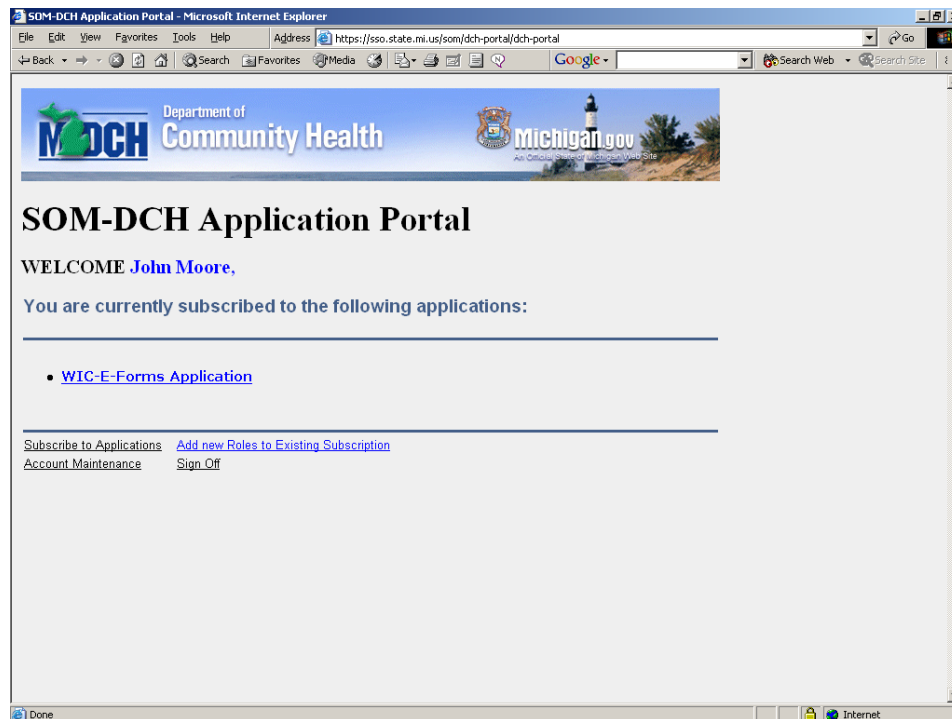 SOM-DCH Application Portal - Microsoft Internet Explorer
File Edit View Favorites Tools Help Address https://sso.state.mi.us/som/dch-portal/dch-portal Go
Back Search Favorites Media Google Search Web Search Site
MDCH Department of Community Health Michigan.gov
An Official State of Michigan Web Site
SOM-DCH Application Portal
WELCOME John Moore,
You are currently subscribed to the following applications:
• WIC-E-Forms Application
Subscribe to Applications Add new Roles to Existing Subscription
Account Maintenance Sign Off
Done Internet